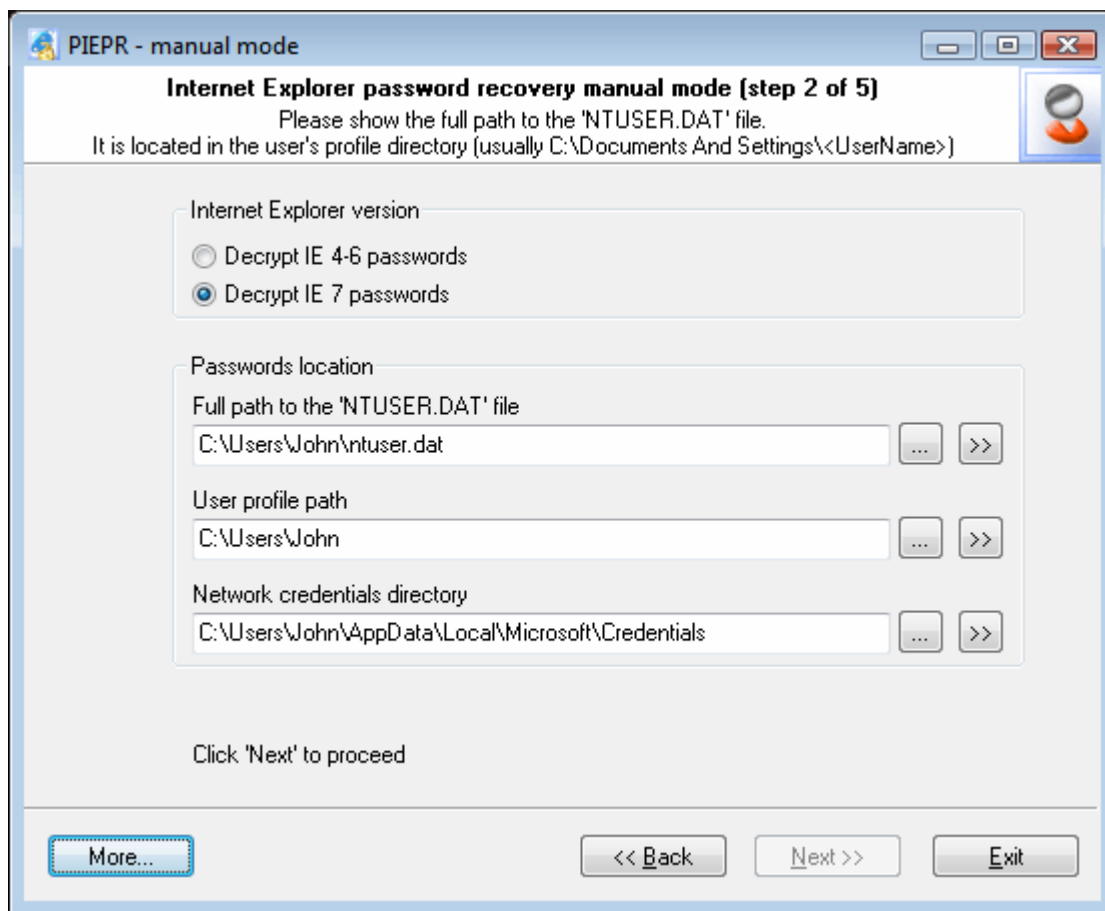 PIEPR - manual mode
Internet Explorer password recovery manual mode (step 2 of 5)
Please show the full path to the 'NTUSER.DAT' file.
It is located in the user's profile directory (usually C:\Documents And Settings\<UserName>)
Internet Explorer version
Decrypt IE 4-6 passwords
Decrypt IE 7 passwords
Passwords location
Full path to the 'NTUSER.DAT' file
C:\Users\John\ntuser.dat
...
>>
User profile path
C:\Users\John
...
>>
Network credentials directory
C:\Users\John\AppData\Local\Microsoft\Credentials
...
>>
Click 'Next' to proceed
More...
<< Back
Next >>
Exit